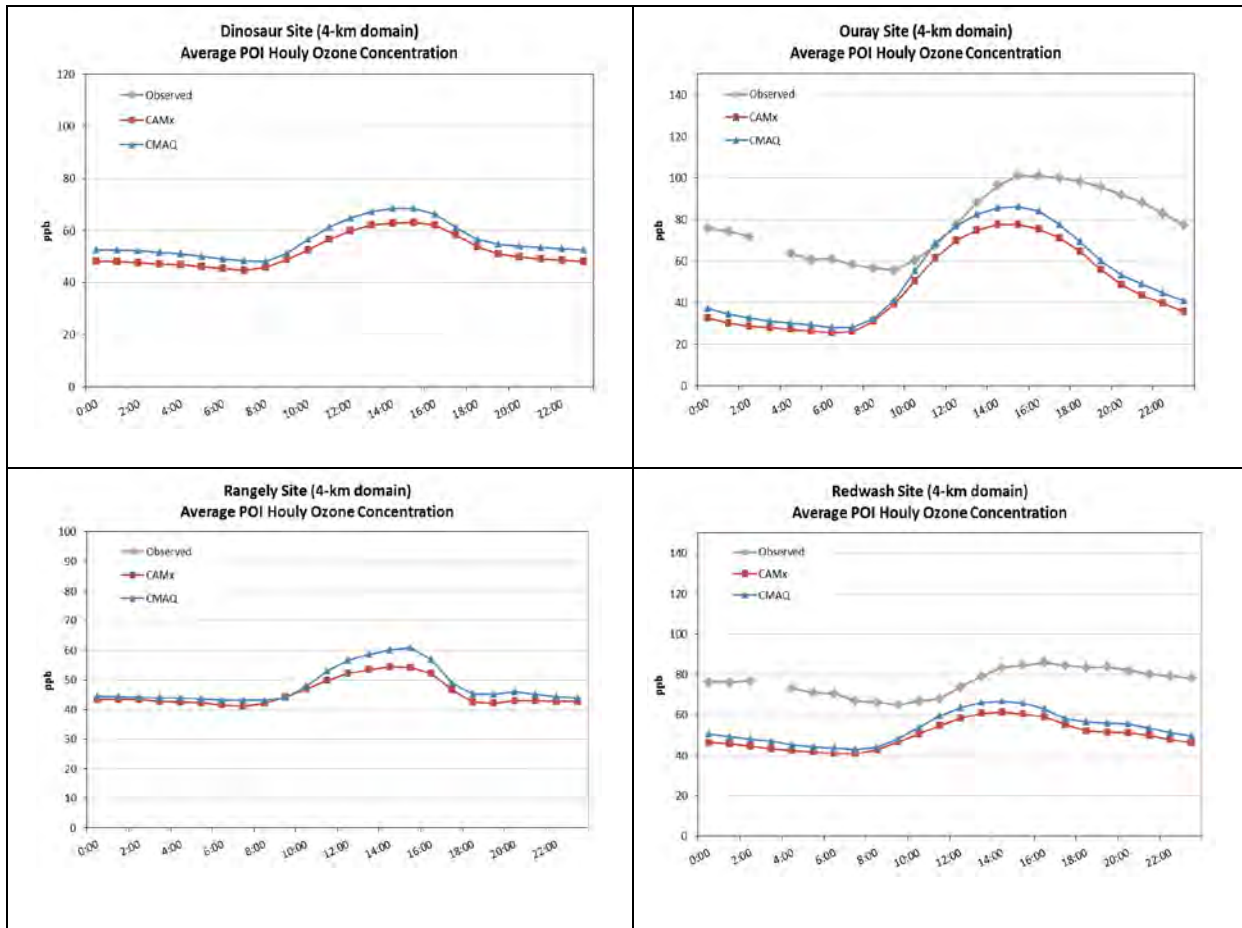 Dinosaur Site (4-km domain)
Average POI Houly Ozone Concentration
120
100
80
60
40
20
0
ppb
Observed
CAMx
CMAQ
0:00 2:00 4:00 6:00 8:00 10:00 12:00 14:00 16:00 18:00 20:00 22:00
Ouray Site (4-km domain)
Average POI Houly Ozone Concentration
140
120
100
80
60
40
20
0
ppb
Observed
CAMx
CMAQ
0:00 2:00 4:00 6:00 8:00 10:00 12:00 14:00 16:00 18:00 20:00 22:00
Rangely Site (4-km domain)
Average POI Houly Ozone Concentration
100
90
80
70
60
50
40
30
20
10
0
ppb
Observed
CAMx
CMAQ
0:00 2:00 4:00 6:00 8:00 10:00 12:00 14:00 16:00 18:00 20:00 22:00
Redwash Site (4-km domain)
Average POI Houly Ozone Concentration
140
120
100
80
60
40
20
0
ppb
Observed
CAMx
CMAQ
0:00 2:00 4:00 6:00 8:00 10:00 12:00 14:00 16:00 18:00 20:00 22:00